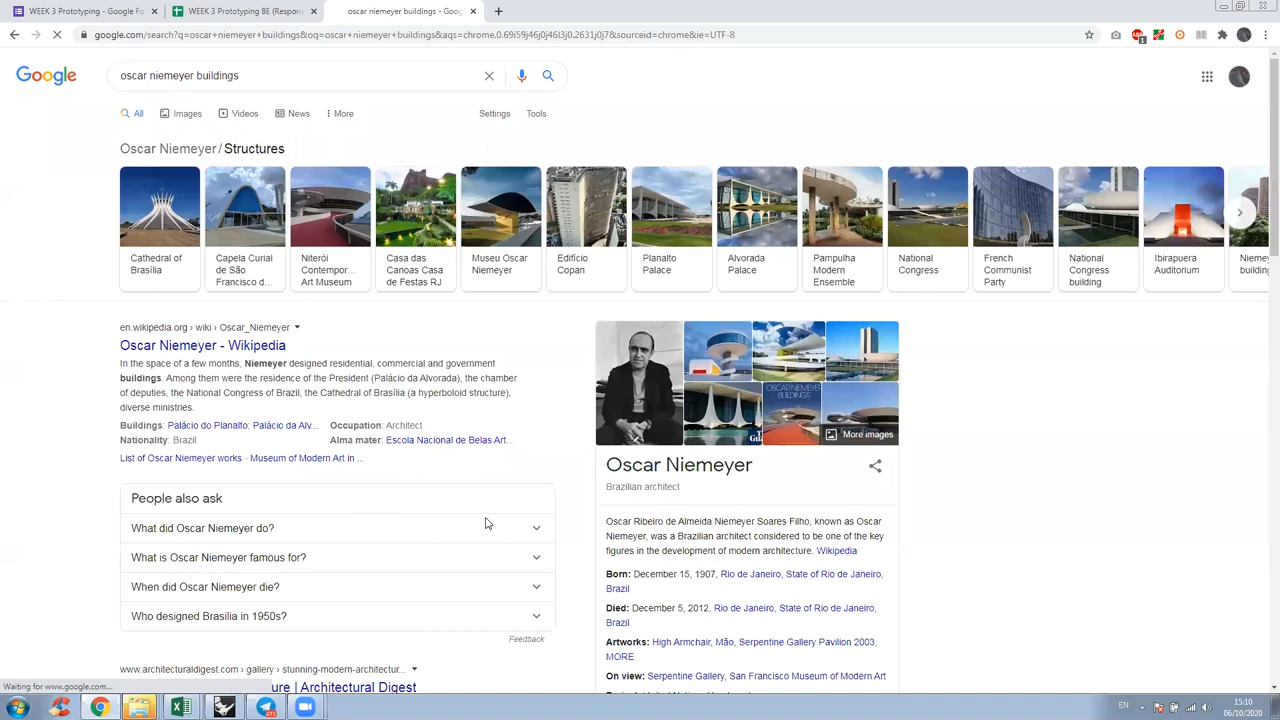 WEEK 3 Prototyping - Google Fo
WEEK 3 Prototyping 8E (Respon
oscar niemeyer buildings - Goog
google.com/search?q=oscar+niemeyer+buildings&oq=oscar+niemeyer+buildings&aqs=chrome.0.69i59j46j0j46l3j0.2631j0j7&sourceid=chrome&ie=UTF-8
Google
oscar niemeyer buildings
All
Images
Videos
News
More
Settings
Tools
Oscar Niemeyer / Structures
Cathedral of
Brasília
Capela Curial
de São
Francisco d...
Niterói
Contempor...
Art Museum
Casa das
Canoas Casa
de Festas RJ
Museu Oscar
Niemeyer
Edifício
Copan
Planalto
Palace
Alvorada
Palace
Pampulha
Modern
Ensemble
National
Congress
French
Communist
Party
National
Congress
building
Ibirapuera
Auditorium
Niemey
building
en.wikipedia.org › wiki › Oscar_Niemeyer
Oscar Niemeyer - Wikipedia
In the space of a few months, Niemeyer designed residential, commercial and government
buildings. Among them were the residence of the President (Palácio da Alvorada), the chamber
of deputies, the National Congress of Brazil, the Cathedral of Brasília (a hyperboloid structure),
diverse ministries.
Buildings: Palácio do Planalto; Palácio da Alv...
Occupation: Architect
Nationality: Brazil
Alma mater: Escola Nacional de Belas Art...
List of Oscar Niemeyer works · Museum of Modern Art in ...
People also ask
What did Oscar Niemeyer do?
What is Oscar Niemeyer famous for?
When did Oscar Niemeyer die?
Who designed Brasilia in 1950s?
Feedback
www.architecturaldigest.com › gallery › stunning-modern-architectur...
ure | Architectural Digest
Waiting for www.google.com...
OSCAR NIEMEYER
BUILDINGS
More images
Oscar Niemeyer
Brazilian architect
Oscar Ribeiro de Almeida Niemeyer Soares Filho, known as Oscar
Niemeyer, was a Brazilian architect considered to be one of the key
figures in the development of modern architecture. Wikipedia
Born: December 15, 1907, Rio de Janeiro, State of Rio de Janeiro,
Brazil
Died: December 5, 2012, Rio de Janeiro, State of Rio de Janeiro,
Brazil
Artworks: High Armchair, Mão, Serpentine Gallery Pavilion 2003,
MORE
On view: Serpentine Gallery, San Francisco Museum of Modern Art
EN
15:10
06/10/2020